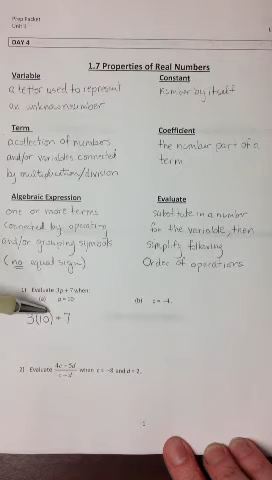 Prep Packet
Unit II
DAY 4
1.7 Properties of Real Numbers
Variable
a letter used to represent
an unknown number
Constant
number by itself
Term
a collection of numbers
and/or variables connected
by multiplication/division
Coefficient
the number part of a
term
Algebraic Expression
one or more terms
connected by operations
and/or grouping symbols
(no equal sign)
Evaluate
substitute in a number
for the variable, then
simplify following
Order of operations
1) Evaluate 3p + 7 when:
(a) p = 10
(b) = -4.
3(10) + 7
2) Evaluate 4c - 5d / c - d when c = -8 and d = 2.
1